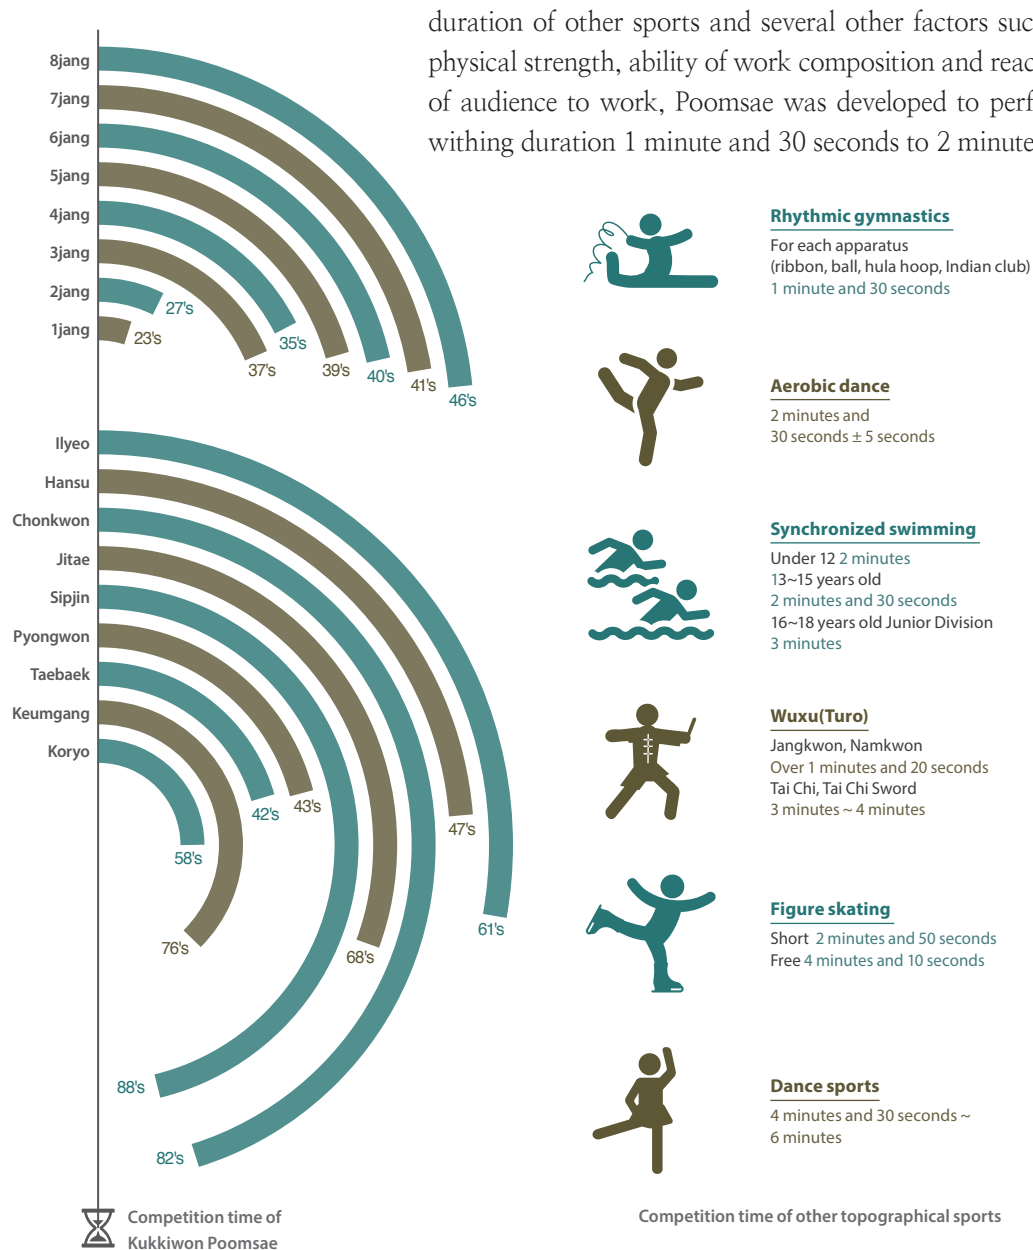 duration of other sports and several other factors suc
physical strength, ability of work composition and reac
of audience to work, Poomsae was developed to perf
withing duration 1 minute and 30 seconds to 2 minute
8jang
7jang
6jang
5jang
4jang
3jang
2jang
1jang
27's
23's
35's
37's
39's
40's
41's
46's
Ilyeo
Hansu
Chonkwon
Jitae
Sipjin
Pyongwon
Taebaek
Keumgang
Koryo
42's
43's
47's
58's
61's
76's
68's
88's
82's
Competition time of
Kukkiwon Poomsae
Rhythmic gymnastics
For each apparatus
(ribbon, ball, hula hoop, Indian club)
1 minute and 30 seconds
Aerobic dance
2 minutes and
30 seconds ± 5 seconds
Synchronized swimming
Under 12 2 minutes
13~15 years old
2 minutes and 30 seconds
16~18 years old Junior Division
3 minutes
Wuxu(Turo)
Jangkwon, Namkwon
Over 1 minutes and 20 seconds
Tai Chi, Tai Chi Sword
3 minutes ~ 4 minutes
Figure skating
Short 2 minutes and 50 seconds
Free 4 minutes and 10 seconds
Dance sports
4 minutes and 30 seconds ~
6 minutes
Competition time of other topographical sports